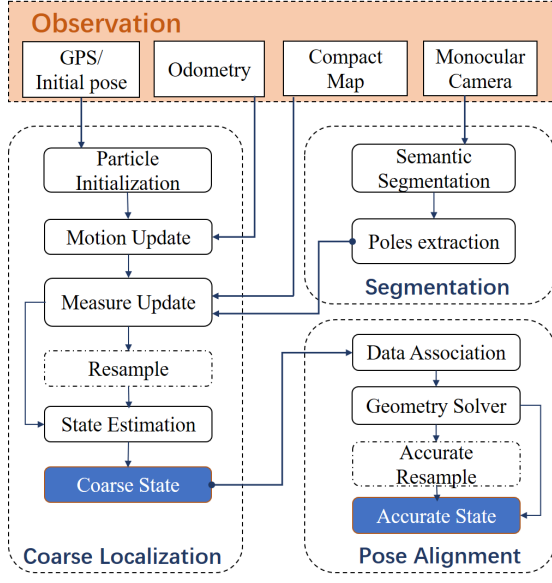 Observation
GPS/
Initial pose
Odometry
Compact
Map
Monocular
Camera
Particle
Initialization
Motion Update
Measure Update
Resample
State Estimation
Coarse State
Coarse Localization
Semantic
Segmentation
Poles extraction
Segmentation
Data Association
Geometry Solver
Accurate
Resample
Accurate State
Pose Alignment